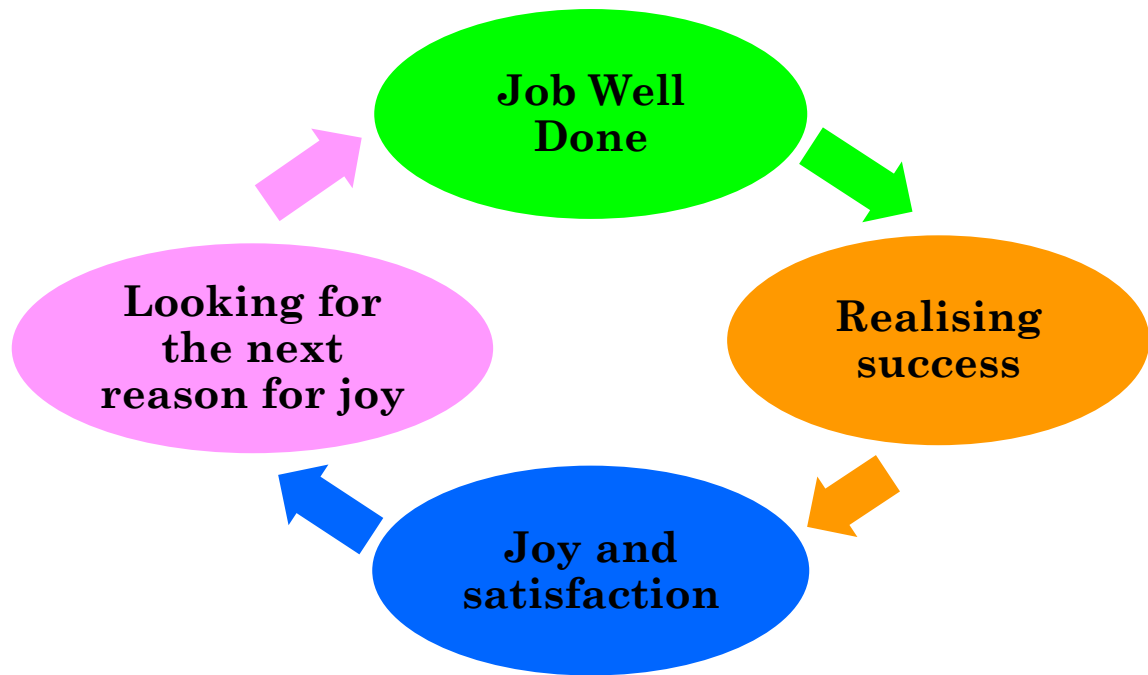 Job Well
Done
Realising
success
Joy and
satisfaction
Looking for
the next
reason for joy